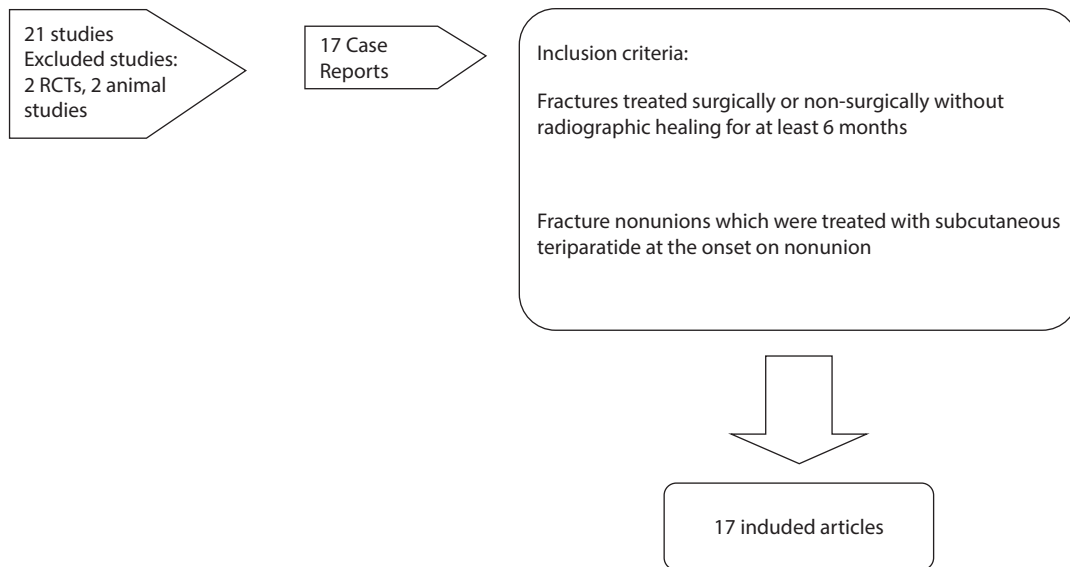 21 studies
Excluded studies:
2 RCTs, 2 animal
studies
17 Case
Reports
Inclusion criteria:
Fractures treated surgically or non-surgically without
radiographic healing for at least 6 months
Fracture nonunions which were treated with subcutaneous
teriparatide at the onset on nonunion
17 induded articles